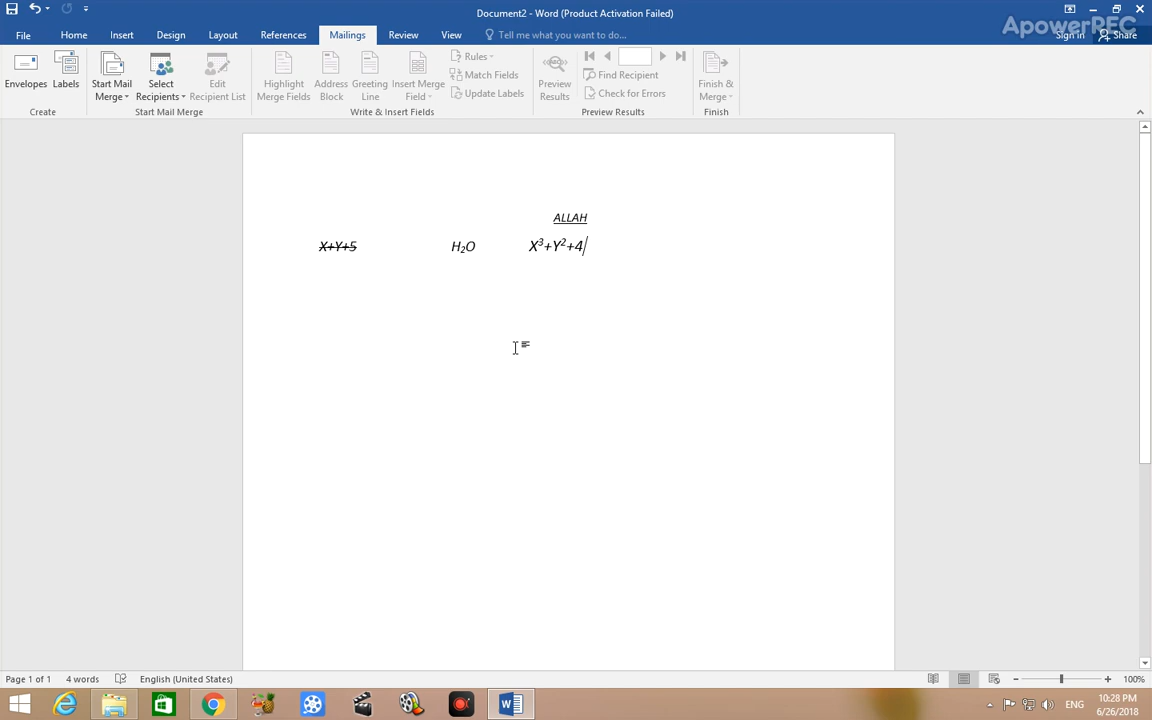 Document2 - Word (Product Activation Failed)
ApowerREC
File Home Insert Design Layout References Mailings Review View Tell me what you want to do... Sign in Share
Envelopes Labels Start Mail Merge Select Recipients Edit Recipient List Highlight Merge Fields Address Block Greeting Line Insert Merge Field Rules Match Fields Update Labels Preview Results Find Recipient Check for Errors Finish & Merge
Create Start Mail Merge Write & Insert Fields Preview Results Finish
ALLAH
X+Y+5 H₂O X³+Y²+4
Page 1 of 1 4 words English (United States) 100%
ENG 10:28 PM
6/26/2018